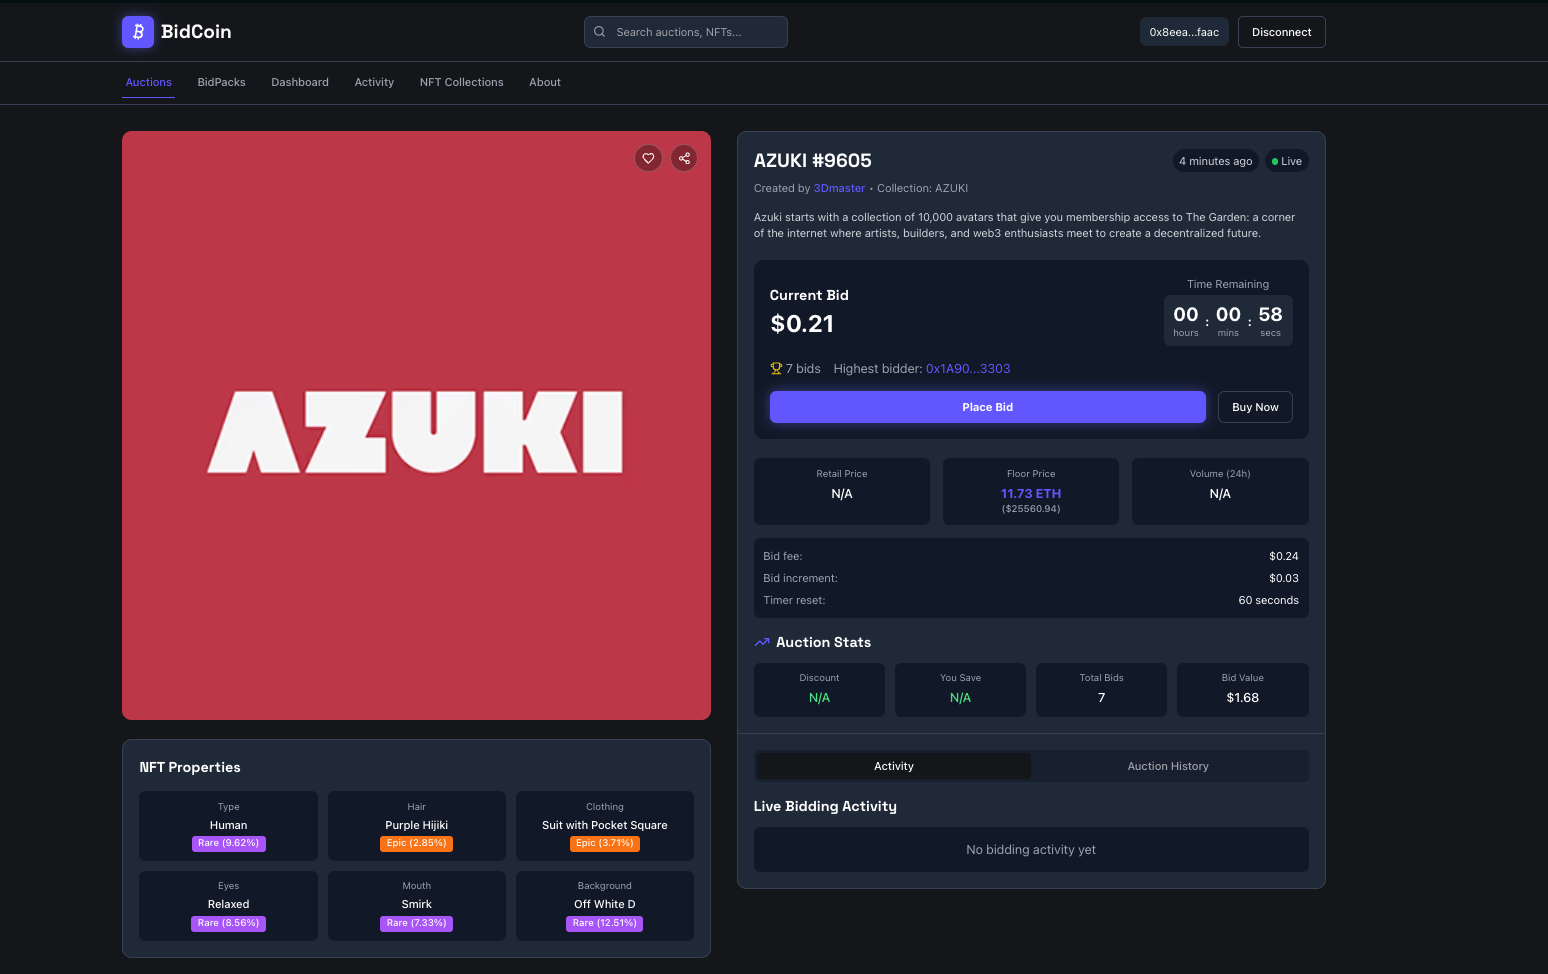 BidCoin
Search auctions, NFTs...
0x8eea...faac
Disconnect
Auctions
BidPacks
Dashboard
Activity
NFT Collections
About
AZUKI
NFT Properties
Type
Human
Rare (9.62%)
Hair
Purple Hijiki
Epic (2.85%)
Clothing
Suit with Pocket Square
Epic (3.71%)
Eyes
Relaxed
Rare (8.56%)
Mouth
Smirk
Rare (7.33%)
Background
Off White D
Rare (12.51%)
AZUKI #9605
4 minutes ago
Live
Created by 3Dmaster • Collection: AZUKI
Azuki starts with a collection of 10,000 avatars that give you membership access to The Garden: a corner
of the internet where artists, builders, and web3 enthusiasts meet to create a decentralized future.
Current Bid
$0.21
Time Remaining
00 : 00 : 58
hours mins secs
7 bids
Highest bidder: 0x1A90...3303
Place Bid
Buy Now
Retail Price
N/A
Floor Price
11.73 ETH
($25560.94)
Volume (24h)
N/A
Bid fee: $0.24
Bid increment: $0.03
Timer reset: 60 seconds
Auction Stats
Discount
N/A
You Save
N/A
Total Bids
7
Bid Value
$1.68
Activity
Auction History
Live Bidding Activity
No bidding activity yet